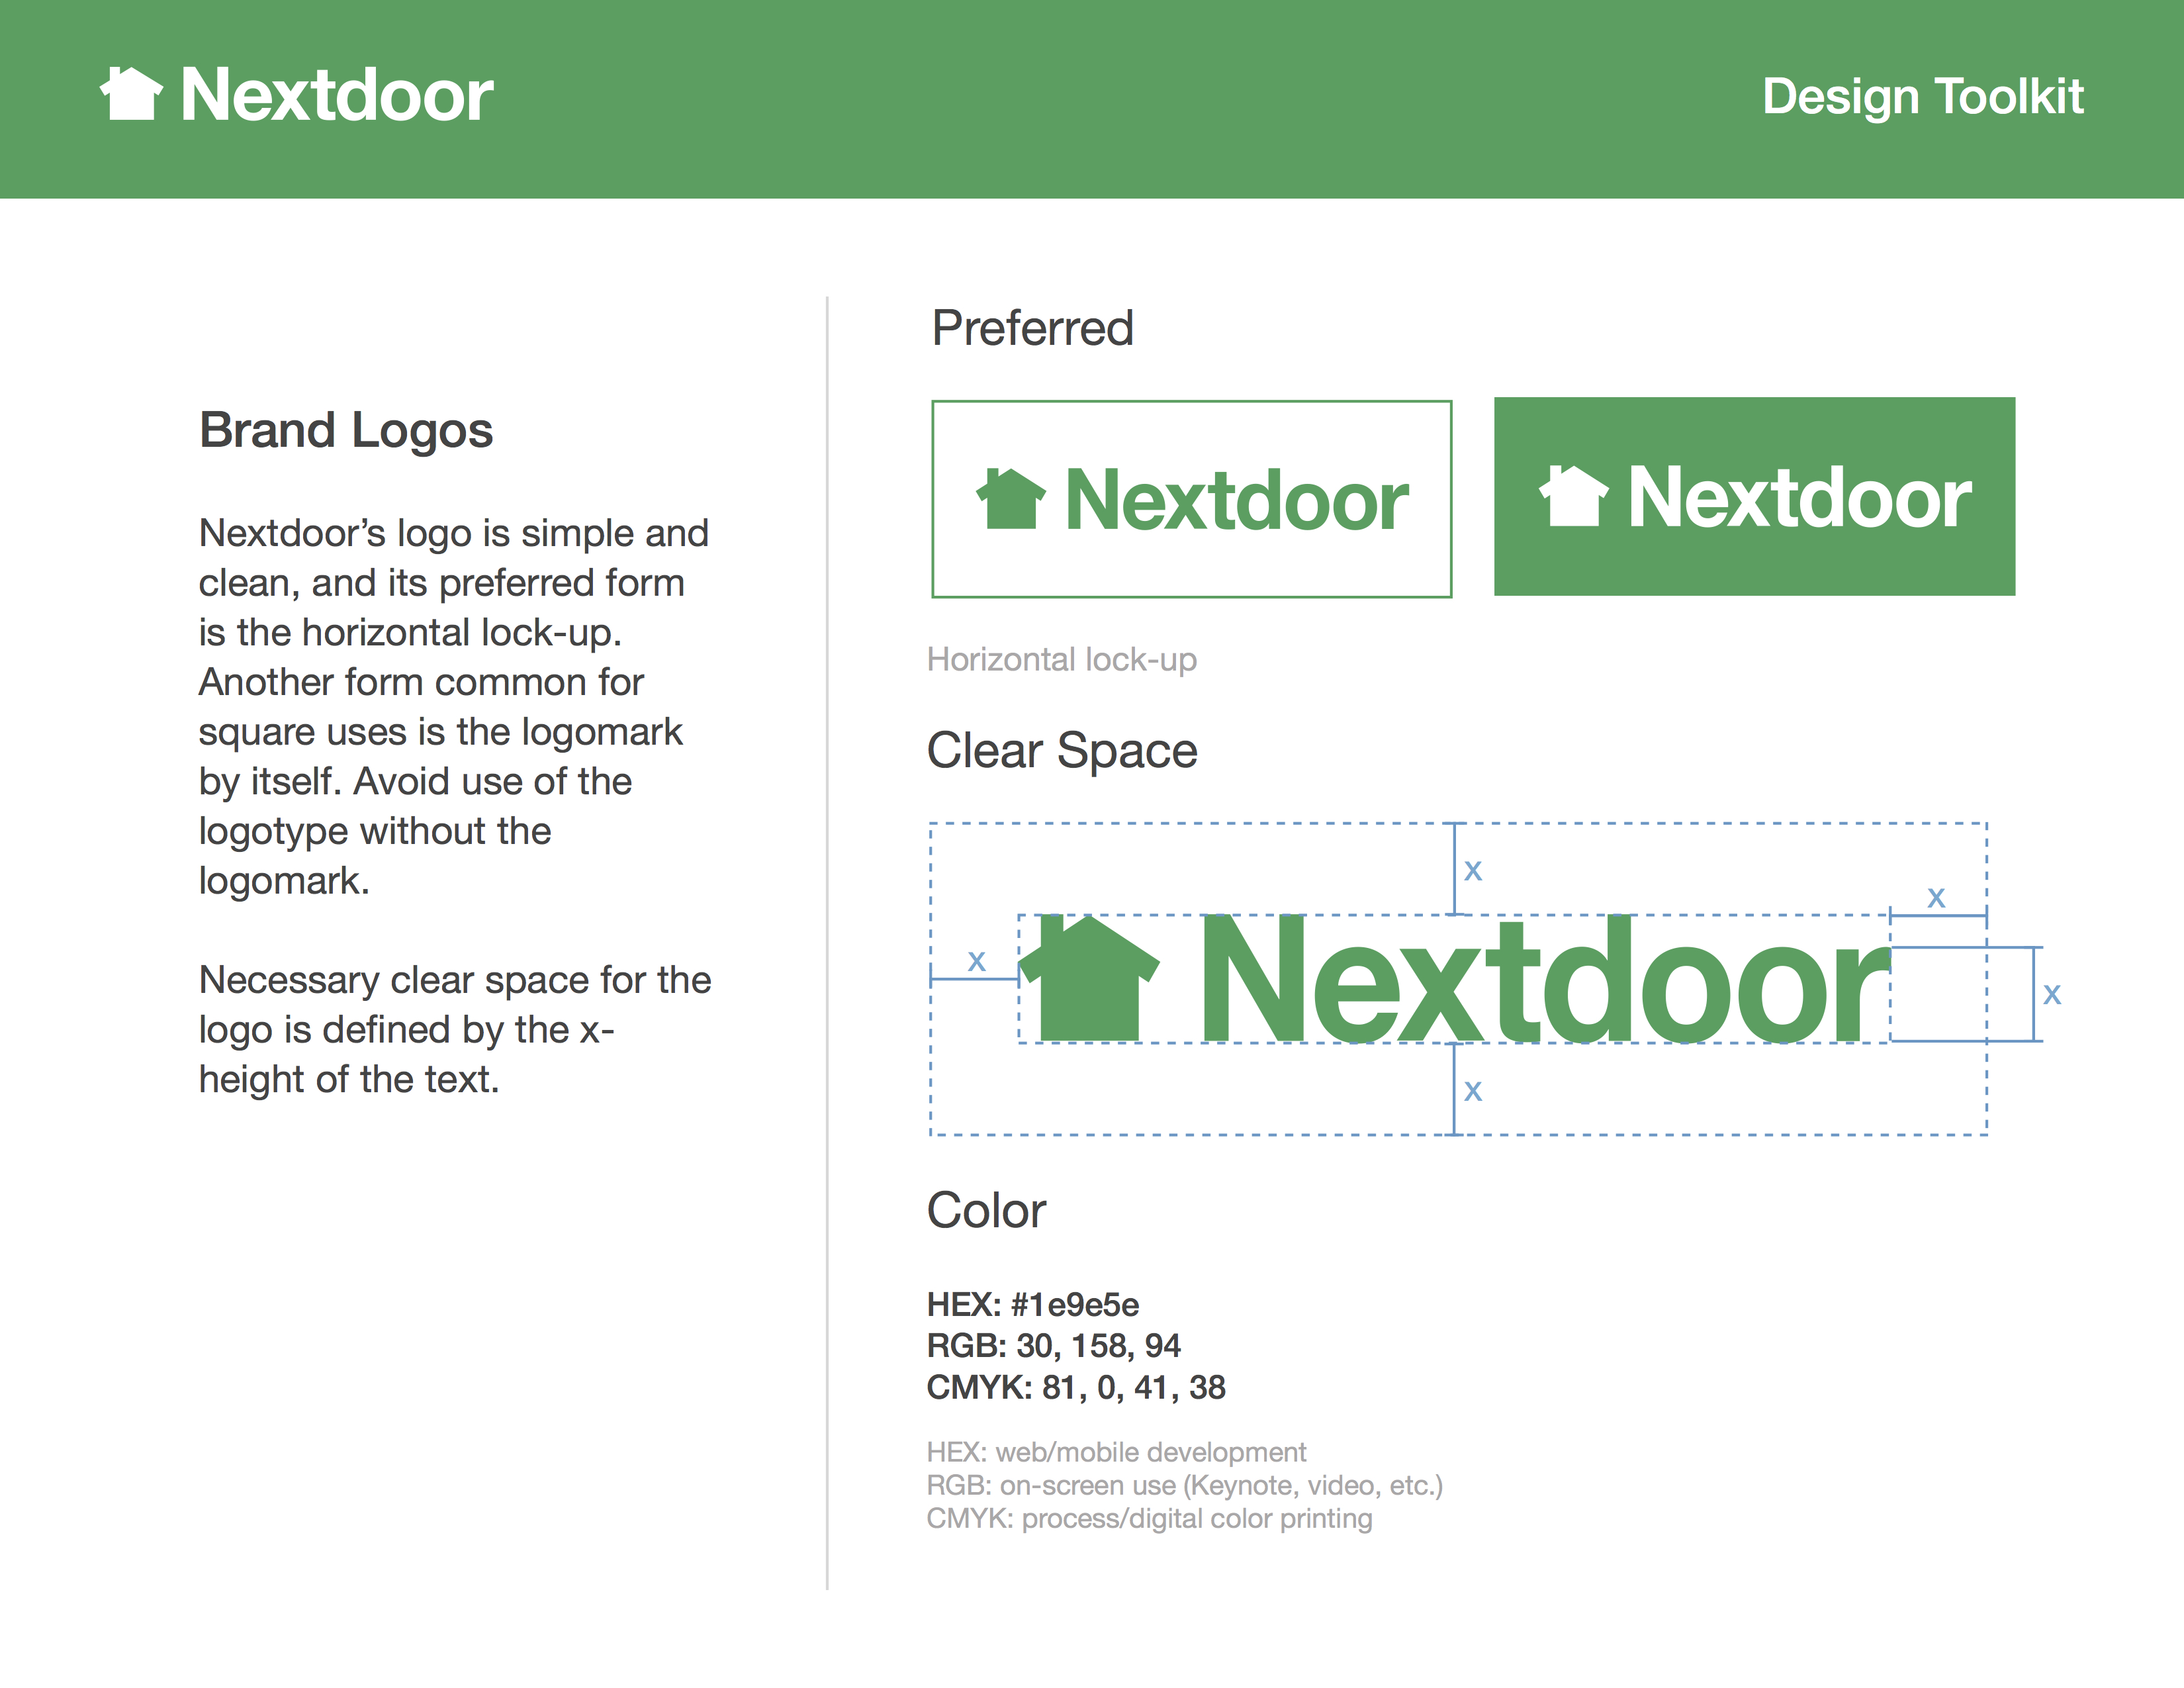 Nextdoor
Design Toolkit
Brand Logos
Nextdoor’s logo is simple and
clean, and its preferred form
is the horizontal lock-up.
Another form common for
square uses is the logomark
by itself. Avoid use of the
logotype without the
logomark.
Necessary clear space for the
logo is defined by the x-
height of the text.
Preferred
Nextdoor
Nextdoor
Horizontal lock-up
Clear Space
x
x
x
Nextdoor
x
x
Color
HEX: #1e9e5e
RGB: 30, 158, 94
CMYK: 81, 0, 41, 38
HEX: web/mobile development
RGB: on-screen use (Keynote, video, etc.)
CMYK: process/digital color printing